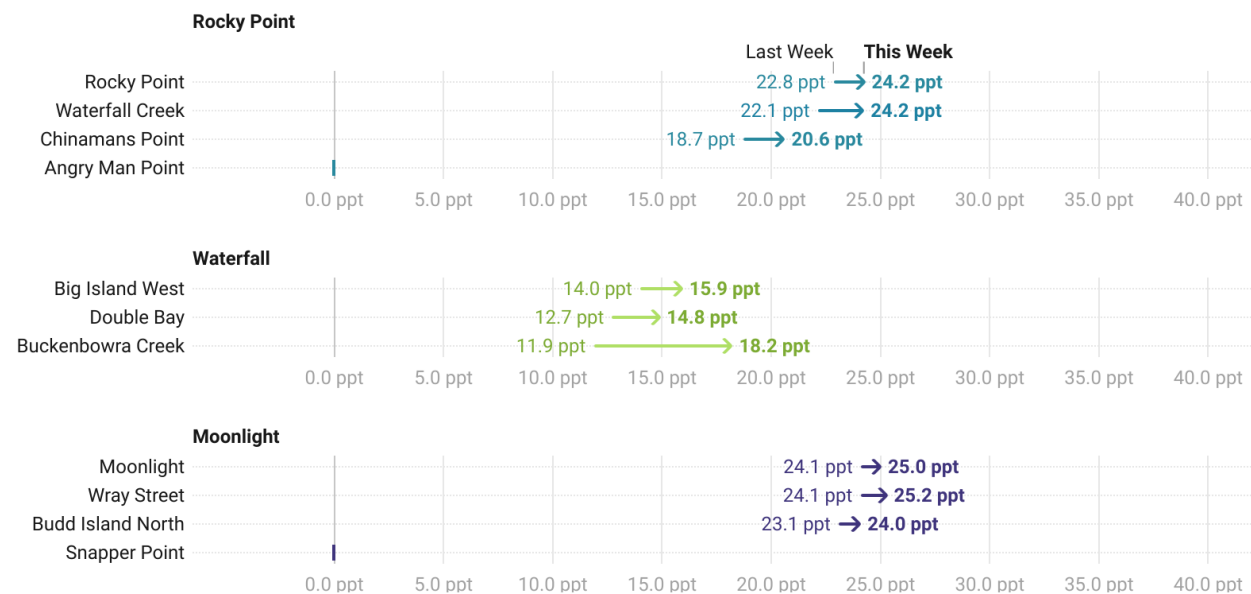 Rocky Point
Last Week This Week
Rocky Point 22.8 ppt 24.2 ppt
Waterfall Creek 22.1 ppt 24.2 ppt
Chinamans Point 18.7 ppt 20.6 ppt
Angry Man Point
0.0 ppt 5.0 ppt 10.0 ppt 15.0 ppt 20.0 ppt 25.0 ppt 30.0 ppt 35.0 ppt 40.0 ppt
Waterfall
Big Island West 14.0 ppt 15.9 ppt
Double Bay 12.7 ppt 14.8 ppt
Buckenbowra Creek 11.9 ppt 18.2 ppt
0.0 ppt 5.0 ppt 10.0 ppt 15.0 ppt 20.0 ppt 25.0 ppt 30.0 ppt 35.0 ppt 40.0 ppt
Moonlight
Moonlight 24.1 ppt 25.0 ppt
Wray Street 24.1 ppt 25.2 ppt
Budd Island North 23.1 ppt 24.0 ppt
Snapper Point
0.0 ppt 5.0 ppt 10.0 ppt 15.0 ppt 20.0 ppt 25.0 ppt 30.0 ppt 35.0 ppt 40.0 ppt